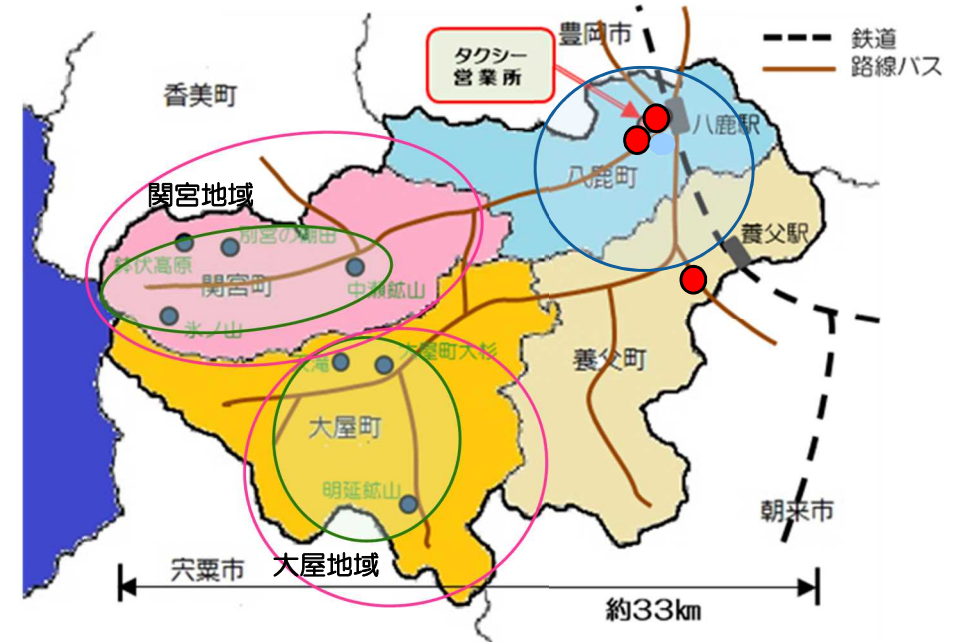 豊岡市
鉄道
路線バス
タクシー
営業所
香美町
八鹿駅
八鹿町
関宮地域
別宮の棚田
鉢伏高原
関宮町
中瀬鉱山
氷ノ山
養父駅
天滝
大屋町大杉
養父町
大屋町
明延鉱山
朝来市
大屋地域
宍粟市
約33km